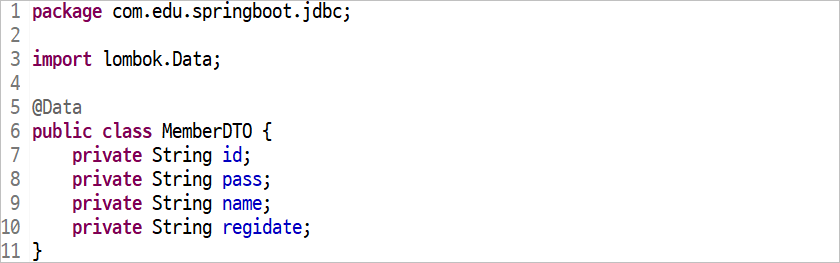 1 package com.edu.springboot.jdbc;
2
3 import lombok.Data;
4
5 @Data
6 public class MemberDTO {
7     private String id;
8     private String pass;
9     private String name;
10     private String regidate;
11 }